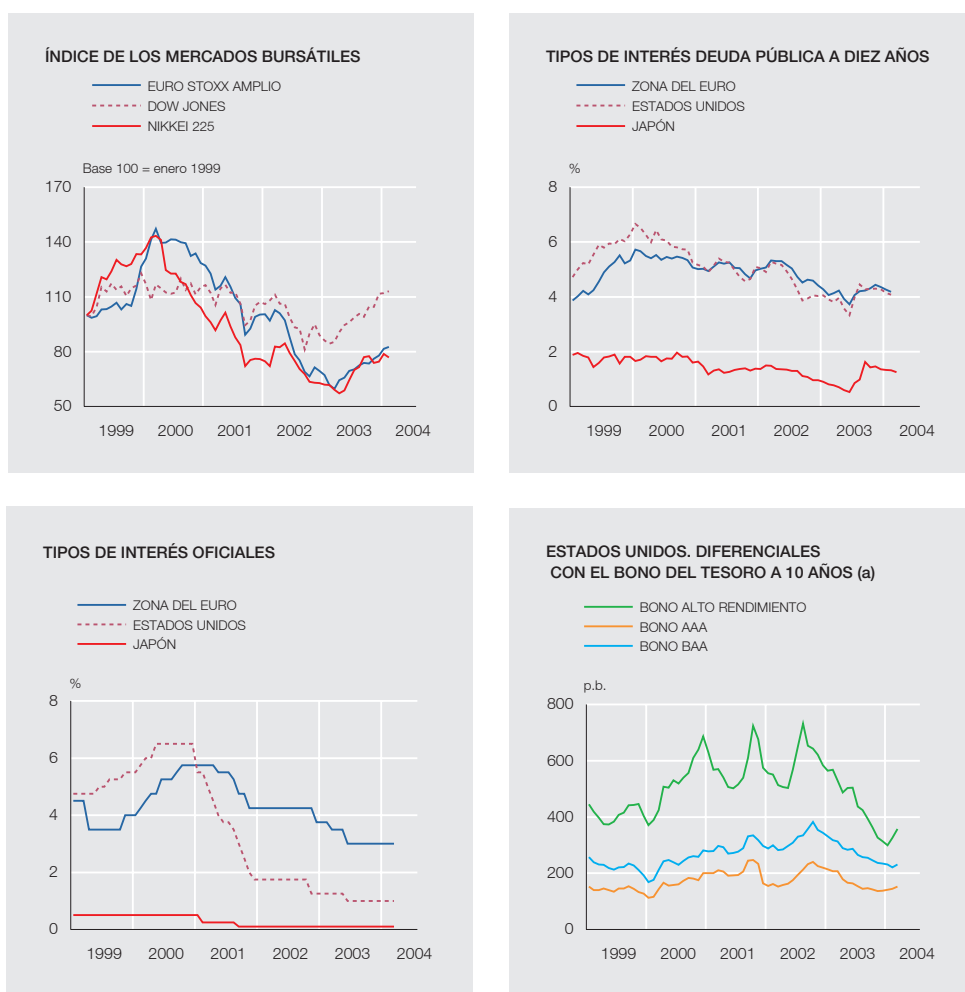 ÍNDICE DE LOS MERCADOS BURSÁTILES
EURO STOXX AMPLIO
DOW JONES
NIKKEI 225
Base 100 = enero 1999
170
140
110
80
50
1999 2000 2001 2002 2003 2004
TIPOS DE INTERÉS DEUDA PÚBLICA A DIEZ AÑOS
ZONA DEL EURO
ESTADOS UNIDOS
JAPÓN
%
8
6
4
2
0
1999 2000 2001 2002 2003 2004
TIPOS DE INTERÉS OFICIALES
ZONA DEL EURO
ESTADOS UNIDOS
JAPÓN
%
8
6
4
2
0
1999 2000 2001 2002 2003 2004
ESTADOS UNIDOS. DIFERENCIALES
CON EL BONO DEL TESORO A 10 AÑOS (a)
BONO ALTO RENDIMIENTO
BONO AAA
BONO BAA
p.b.
800
600
400
200
0
1999 2000 2001 2002 2003 2004